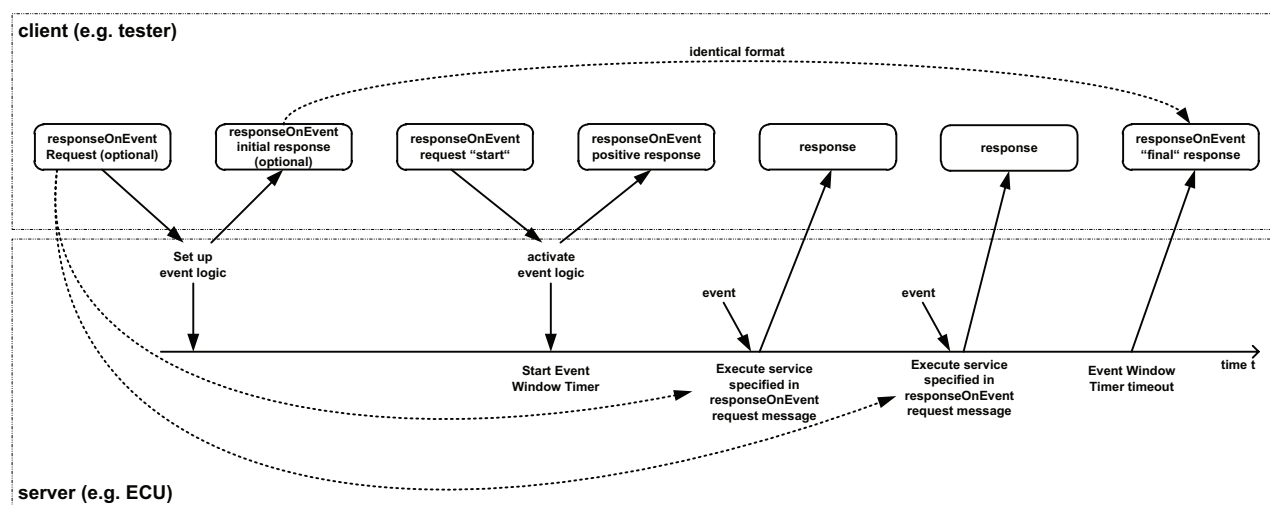 client (e.g. tester)
identical format
responseOnEvent
Request (optional)
responseOnEvent
initial response
(optional)
responseOnEvent
request “start“
responseOnEvent
positive response
response
response
responseOnEvent
“final“ response
Set up
event logic
activate
event logic
event
event
time t
Start Event
Window Timer
Execute service
specified in
responseOnEvent
request message
Execute service
specified in
responseOnEvent
request message
Event Window
Timer timeout
server (e.g. ECU)